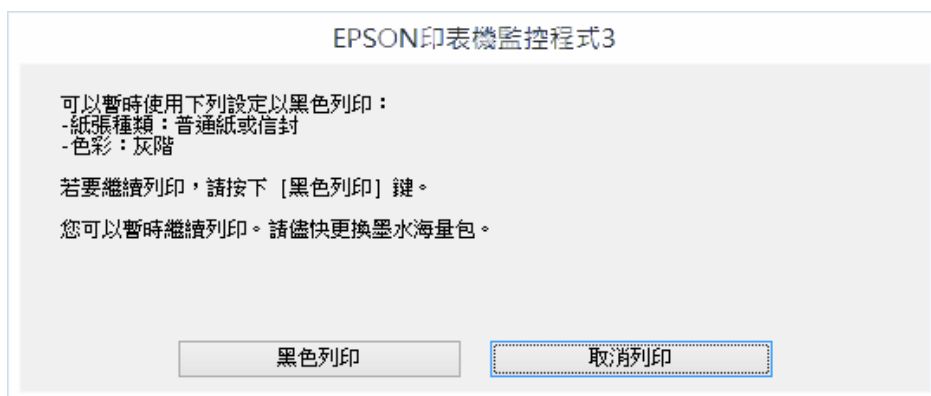 EPSON印表機監控程式3
可以暫時使用下列設定以黑色列印：
-紙張種類：普通紙或信封
-色彩：灰階
若要繼續列印，請按下 [黑色列印] 鍵。
您可以暫時繼續列印。請儘快更換墨水海量包。
黑色列印
取消列印